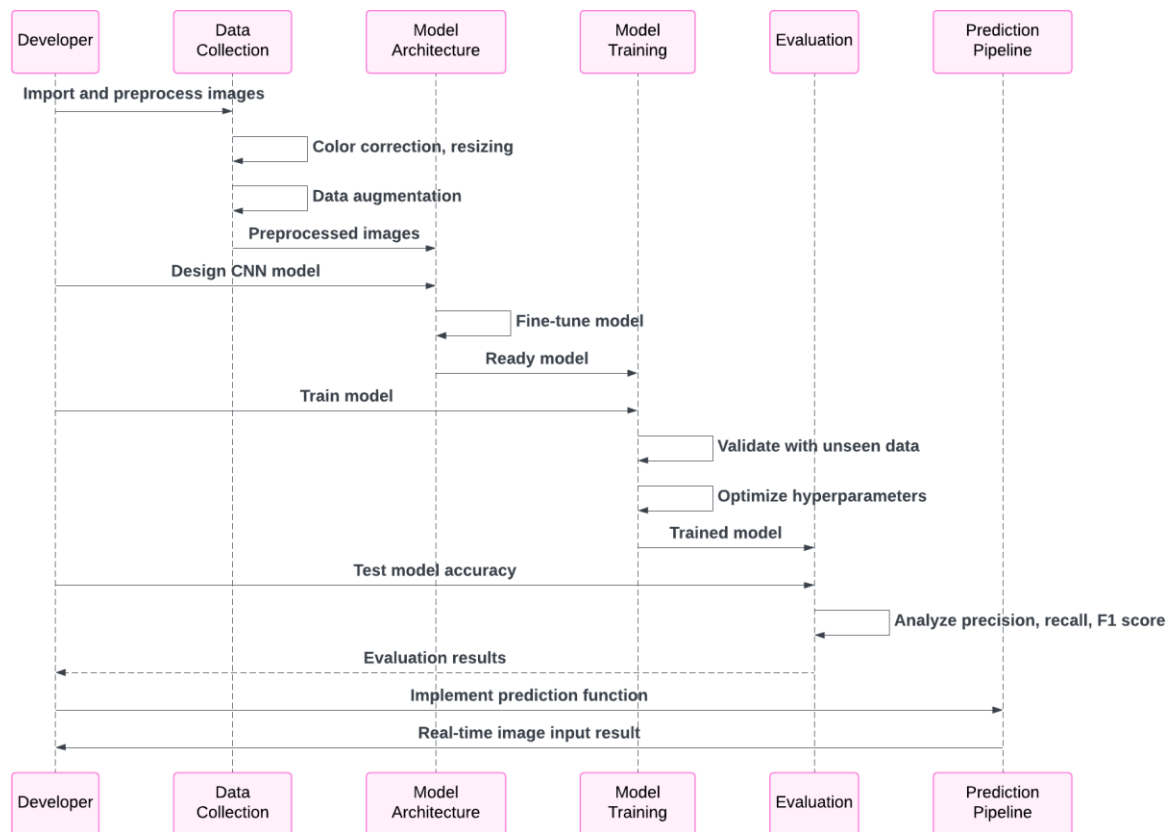 Developer
Data
Collection
Model
Architecture
Model
Training
Evaluation
Prediction
Pipeline
Import and preprocess images
Color correction, resizing
Data augmentation
Preprocessed images
Design CNN model
Fine-tune model
Ready model
Train model
Validate with unseen data
Optimize hyperparameters
Trained model
Test model accuracy
Analyze precision, recall, F1 score
Evaluation results
Implement prediction function
Real-time image input result
Developer
Data
Collection
Model
Architecture
Model
Training
Evaluation
Prediction
Pipeline